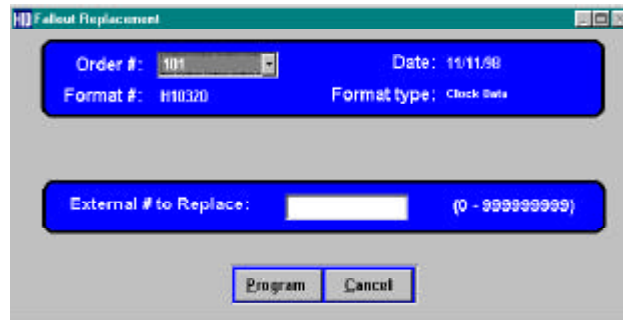 HID Fallout Replacement
Order #: 101 Date: 11/11/98
Format #: H10320 Format type: Clock Data
External # to Replace: (0 - 999999999)
Program Cancel